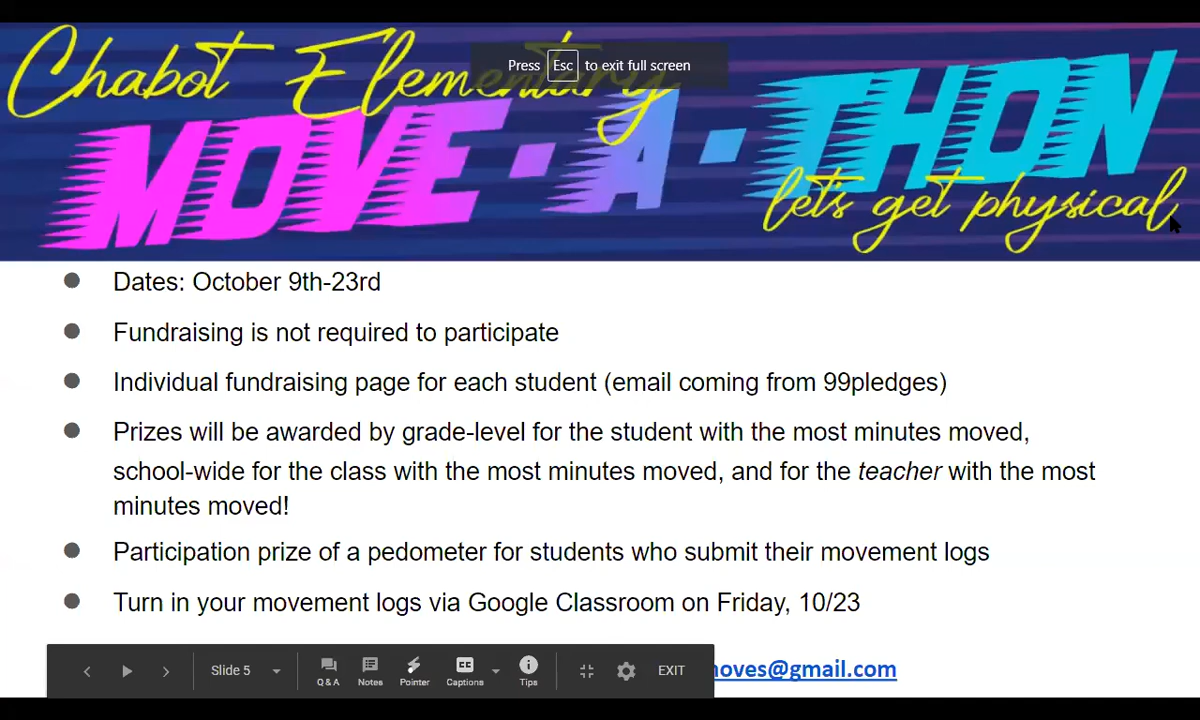 Chabot Elementary
Press Esc to exit full screen
MOVE·A·THON
let's get physical
Dates: October 9th-23rd
Fundraising is not required to participate
Individual fundraising page for each student (email coming from 99pledges)
Prizes will be awarded by grade-level for the student with the most minutes moved,
school-wide for the class with the most minutes moved, and for the teacher with the most
minutes moved!
Participation prize of a pedometer for students who submit their movement logs
Turn in your movement logs via Google Classroom on Friday, 10/23
Slide 5 Q&A Notes Pointer CC Captions Tips EXIT
moves@gmail.com